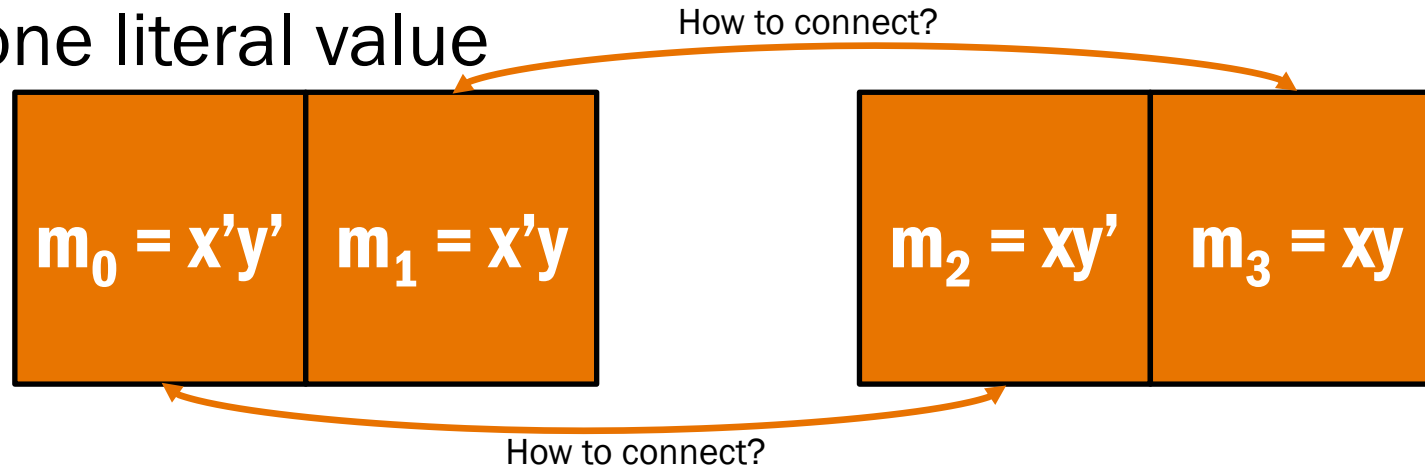 How to connect?
one literal value
m₀ = x’y’ m₁ = x’y m₂ = xy’ m₃ = xy
How to connect?